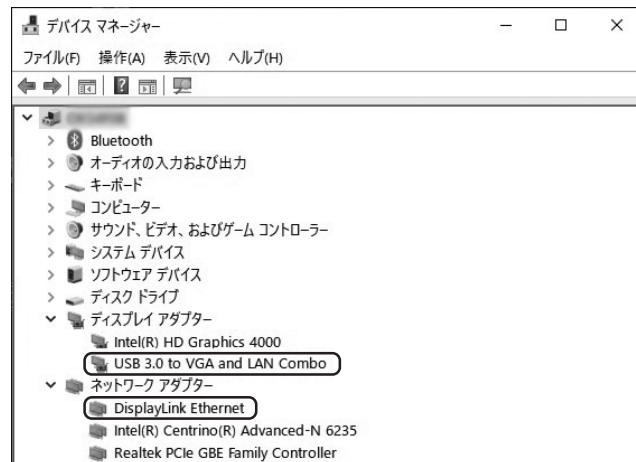 デバイス マネージャー
ファイル(F) 操作(A) 表示(V) ヘルプ(H)
Bluetooth
オーディオの入力および出力
キーボード
コンピューター
サウンド、ビデオ、およびゲーム コントローラー
システム デバイス
ソフトウェア デバイス
ディスク ドライブ
ディスプレイ アダプター
Intel(R) HD Graphics 4000
USB 3.0 to VGA and LAN Combo
ネットワーク アダプター
DisplayLink Ethernet
Intel(R) Centrino(R) Advanced-N 6235
Realtek PCIe GBE Family Controller